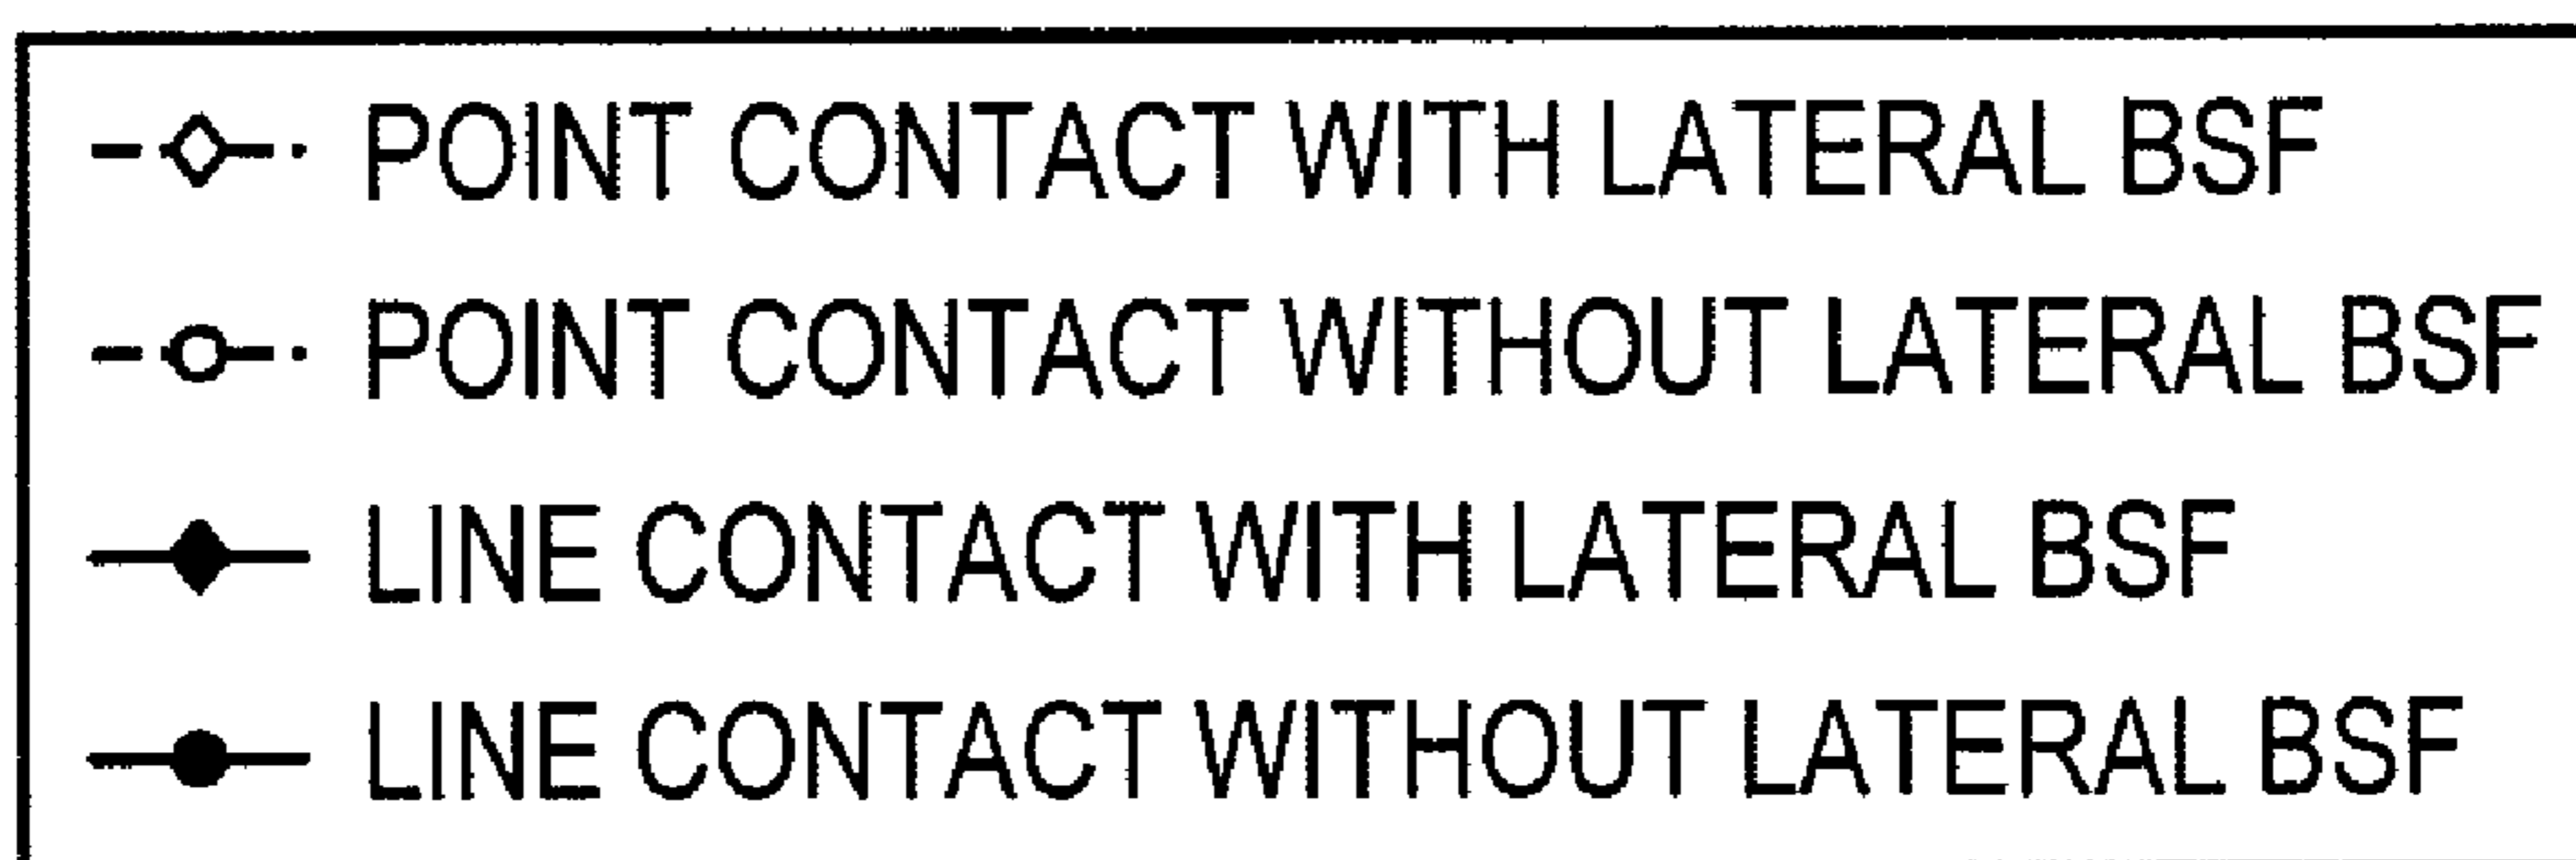 POINT CONTACT WITH LATERAL BSF
POINT CONTACT WITHOUT LATERAL BSF
LINE CONTACT WITH LATERAL BSF
LINE CONTACT WITHOUT LATERAL BSF